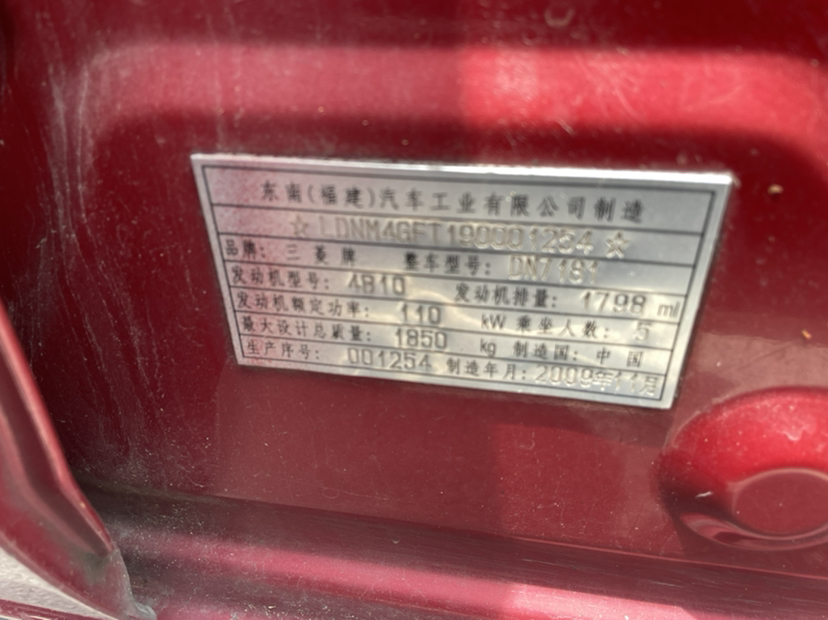 东南(福建)汽车工业有限公司制造
品牌: 三菱牌 整车型号: DN7181
发动机型号: 4B10 发动机排量: 1798 ml
发动机额定功率: 110 kW 乘坐人数: 5
最大设计总质量: 1850 kg 制造国: 中国
生产序号: 001254 制造年月: 2009年11月